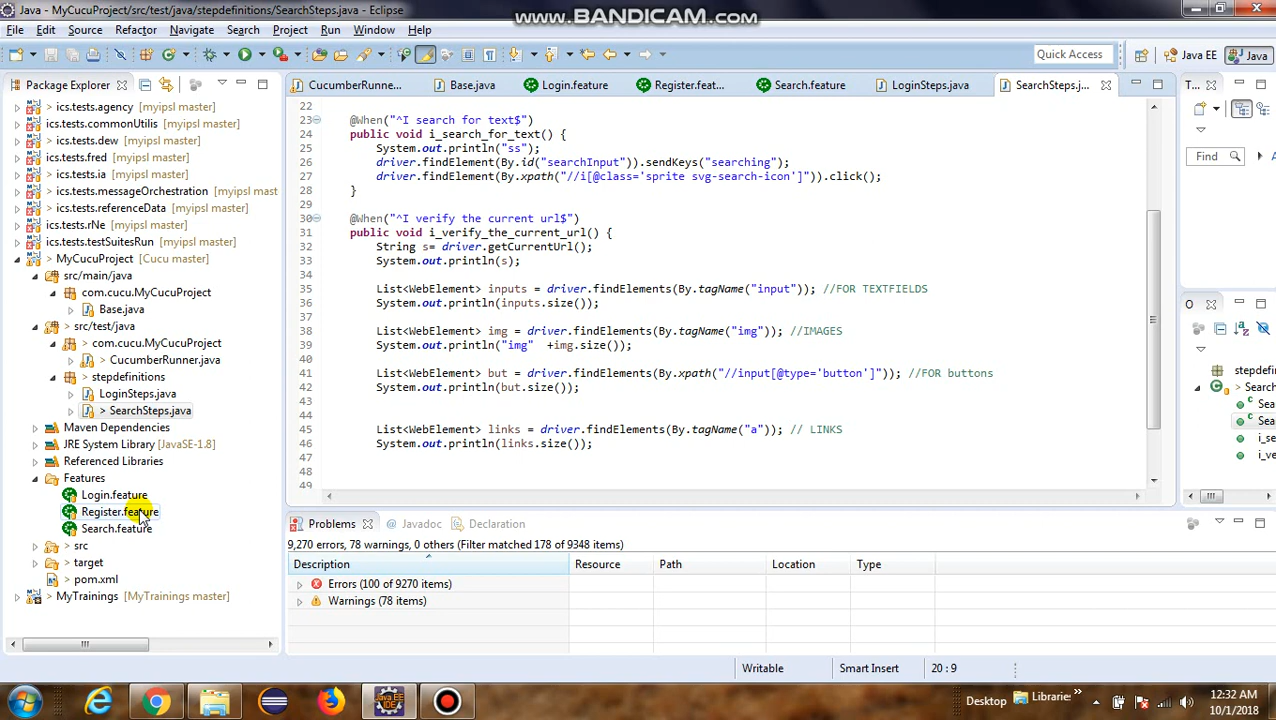 Java - MyCucuProject/src/test/java/stepdefinitions/SearchSteps.java - Eclipse
www.BANDICAM.com
File Edit Source Refactor Navigate Search Project Run Window Help
Quick Access
Java EE
Java
Package Explorer
CucumberRunne...
Base.java
Login.feature
Register.feat...
Search.feature
LoginSteps.java
SearchSteps.j...
T...
ics.tests.agency [myipsl master]
ics.tests.commonUtilis [myipsl master]
ics.tests.dew [myipsl master]
ics.tests.fred [myipsl master]
ics.tests.ia [myipsl master]
ics.tests.messageOrchestration [myipsl mast
ics.tests.referenceData [myipsl master]
ics.tests.rNe [myipsl master]
ics.tests.testSuitesRun [myipsl master]
> MyCucuProject [Cucu master]
src/main/java
com.cucu.MyCucuProject
Base.java
> src/test/java
> com.cucu.MyCucuProject
> CucumberRunner.java
> stepdefinitions
LoginSteps.java
> SearchSteps.java
Maven Dependencies
JRE System Library [JavaSE-1.8]
Referenced Libraries
Features
Login.feature
Register.feature
Search.feature
> src
> target
> pom.xml
> MyTrainings [MyTrainings master]
22
23 @When("^I search for text$")
24 public void i_search_for_text() {
25 System.out.println("ss");
26 driver.findElement(By.id("searchInput")).sendKeys("searching");
27 driver.findElement(By.xpath("//i[@class='sprite svg-search-icon']")).click();
28 }
29
30 @When("^I verify the current url$")
31 public void i_verify_the_current_url() {
32 String s= driver.getCurrentUrl();
33 System.out.println(s);
34
35 List<WebElement> inputs = driver.findElements(By.tagName("input")); //FOR TEXTFIELDS
36 System.out.println(inputs.size());
37
38 List<WebElement> img = driver.findElements(By.tagName("img")); //IMAGES
39 System.out.println("img" +img.size());
40
41 List<WebElement> but = driver.findElements(By.xpath("//input[@type='button']")); //FOR buttons
42 System.out.println(but.size());
43
44
45 List<WebElement> links = driver.findElements(By.tagName("a")); // LINKS
46 System.out.println(links.size());
47
48
49
Find
A
O
stepdefin
Search
Sea
Sea
i_se
i_ve
Problems
@ Javadoc
Declaration
9,270 errors, 78 warnings, 0 others (Filter matched 178 of 9348 items)
Description Resource Path Location Type
Errors (100 of 9270 items)
Warnings (78 items)
Writable Smart Insert 20 : 9
Java EE
IDE
Desktop
Librarie
»
12:32 AM
10/1/2018